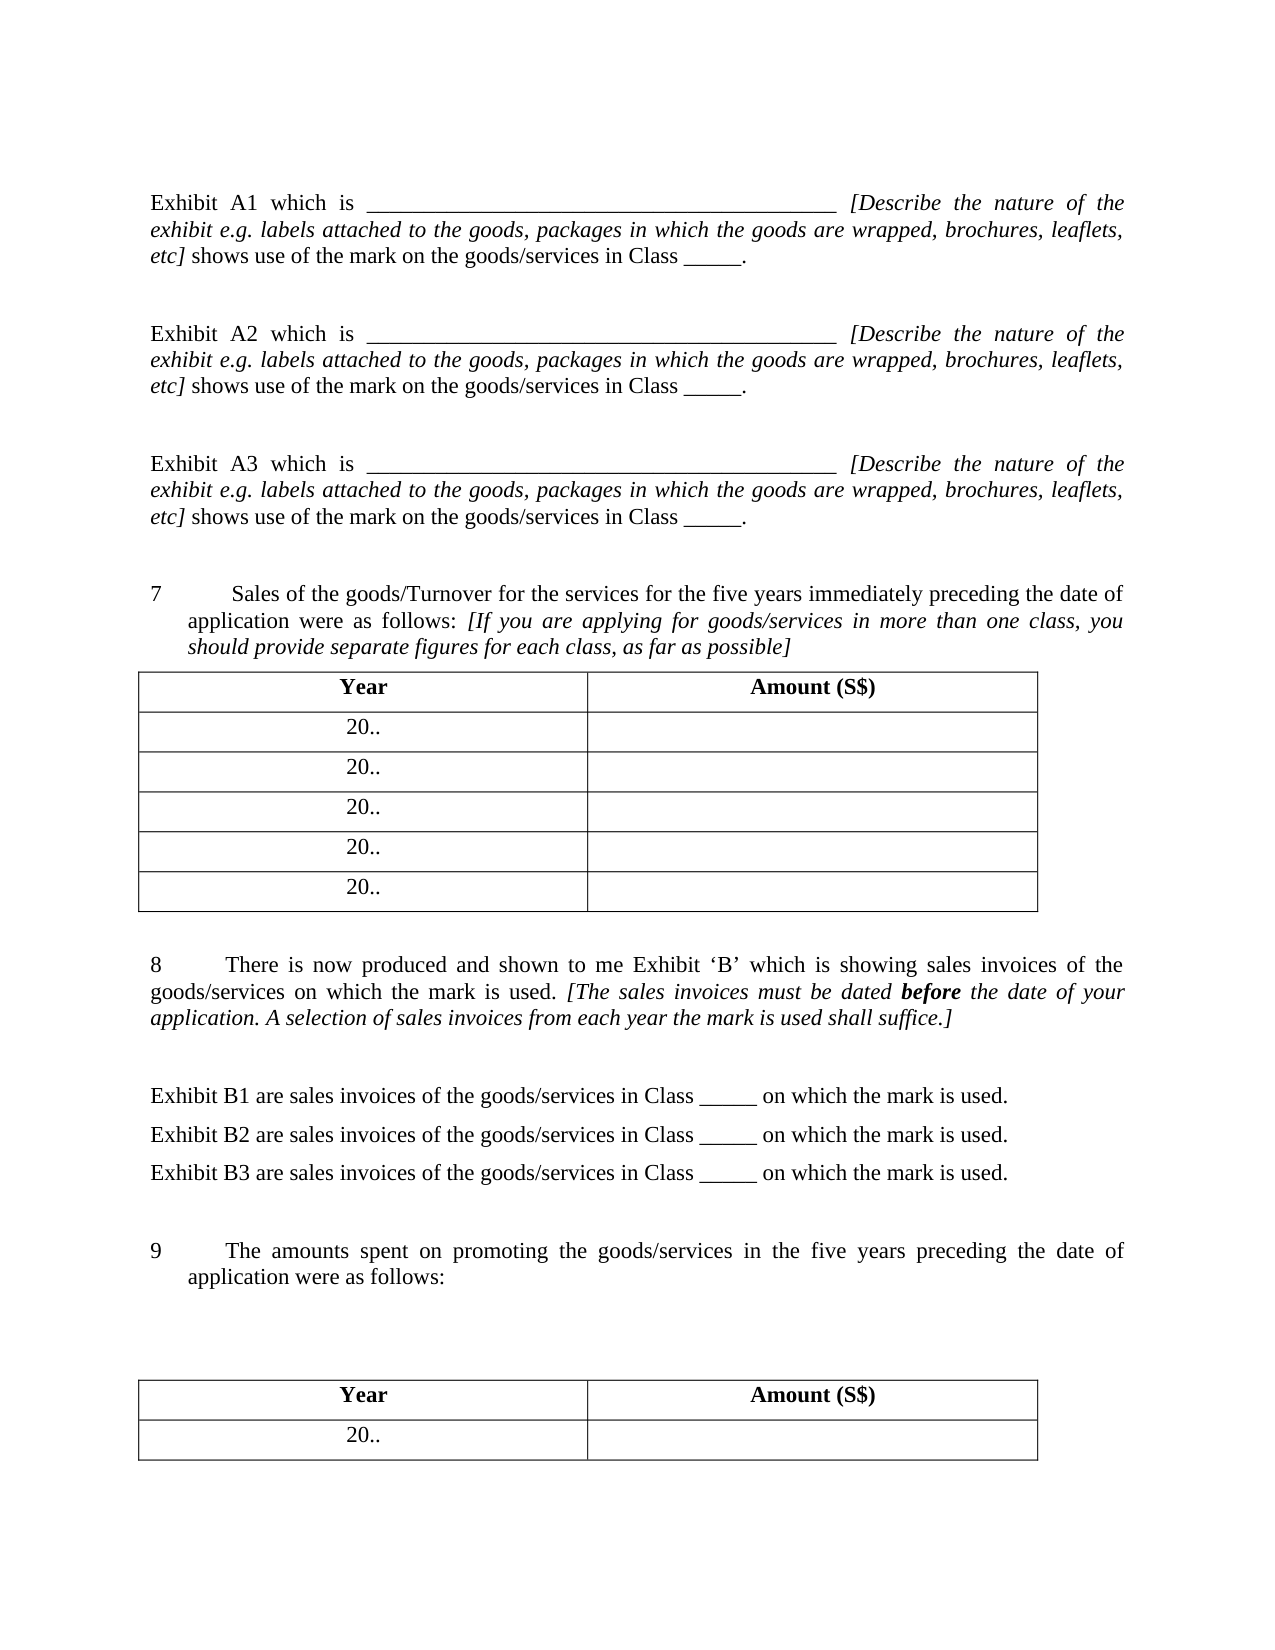 Exhibit A1 which is _________________________________________ [Describe the nature of the
exhibit e.g. labels attached to the goods, packages in which the goods are wrapped, brochures, leaflets,
etc] shows use of the mark on the goods/services in Class _____.
Exhibit A2 which is _________________________________________ [Describe the nature of the
exhibit e.g. labels attached to the goods, packages in which the goods are wrapped, brochures, leaflets,
etc] shows use of the mark on the goods/services in Class _____.
Exhibit A3 which is _________________________________________ [Describe the nature of the
exhibit e.g. labels attached to the goods, packages in which the goods are wrapped, brochures, leaflets,
etc] shows use of the mark on the goods/services in Class _____.
7 Sales of the goods/Turnover for the services for the five years immediately preceding the date of
application were as follows: [If you are applying for goods/services in more than one class, you
should provide separate figures for each class, as far as possible]
Year Amount (S$)
20..
20..
20..
20..
20..
8 There is now produced and shown to me Exhibit ‘B’ which is showing sales invoices of the
goods/services on which the mark is used. [The sales invoices must be dated before the date of your
application. A selection of sales invoices from each year the mark is used shall suffice.]
Exhibit B1 are sales invoices of the goods/services in Class _____ on which the mark is used.
Exhibit B2 are sales invoices of the goods/services in Class _____ on which the mark is used.
Exhibit B3 are sales invoices of the goods/services in Class _____ on which the mark is used.
9 The amounts spent on promoting the goods/services in the five years preceding the date of
application were as follows:
Year Amount (S$)
20..